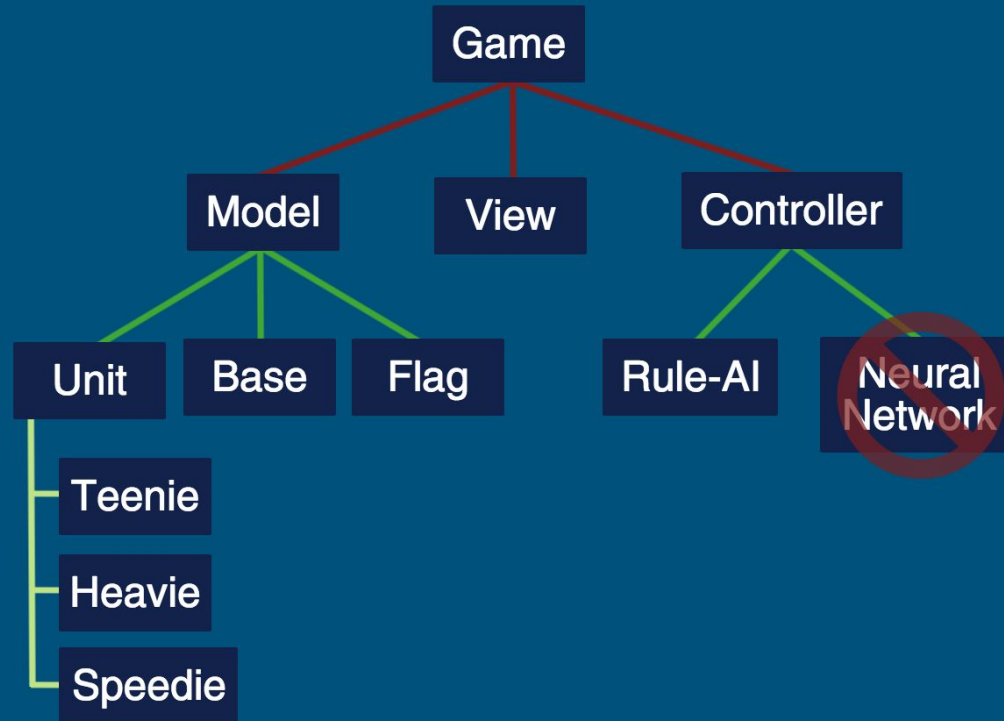 Game
Model
View
Controller
Unit
Base
Flag
Rule-AI
Neural
Network
Teenie
Heavie
Speedie